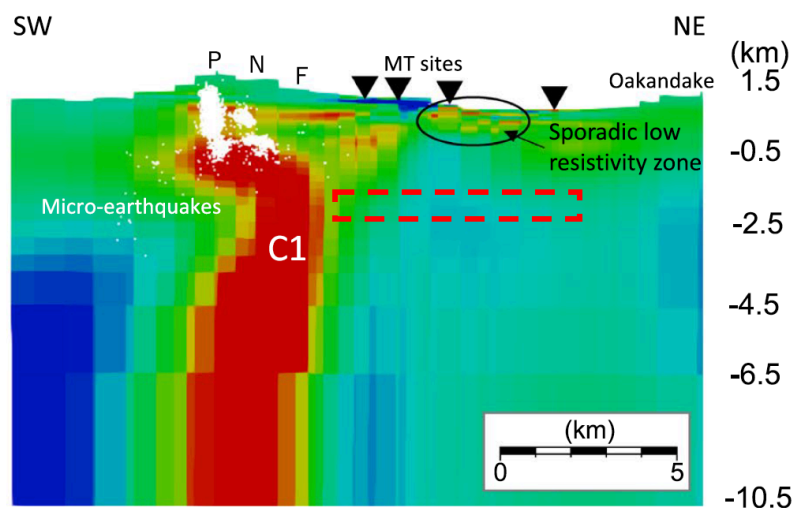 SW
NE
(km)
P
N
F
MT sites
Oakandake
1.5
Sporadic low
resistivity zone
-0.5
Micro-earthquakes
-2.5
C1
-4.5
-6.5
(km)
0
5
-10.5